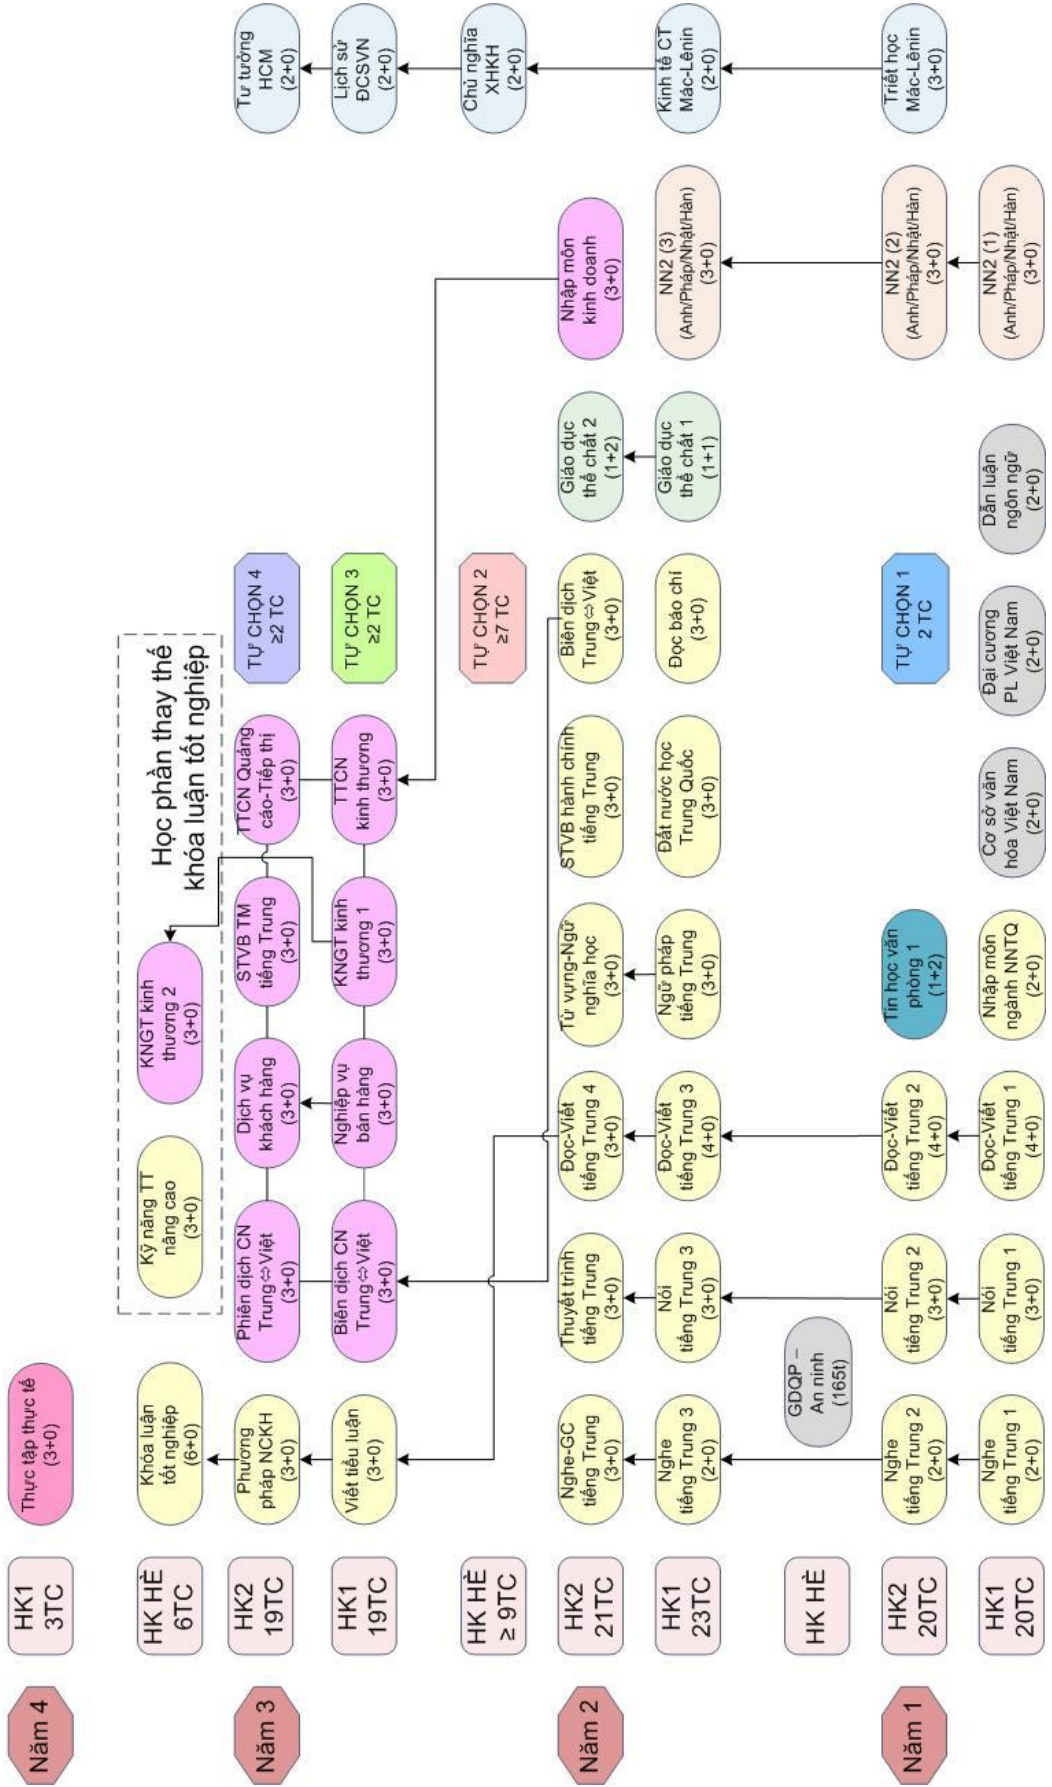 Năm 4
HK1
3TC
Thực tập thực tế
(3+0)
HK HÈ
6TC
Khóa luận
tốt nghiệp
(6+0)
Kỹ năng TT
nâng cao
(3+0)
KNGT kinh
thương 2
(3+0)
Học phần thay thế
khóa luận tốt nghiệp
Năm 3
HK2
19TC
Phương
pháp NCKH
(3+0)
Phiên dịch CN
Trung⇔Việt
(3+0)
Dịch vụ
khách hàng
(3+0)
STVB TM
tiếng Trung
(3+0)
TTCN Quảng
cáo-Tiếp thị
(3+0)
TỰ CHỌN 4
≥2 TC
Tư tưởng
HCM
(2+0)
HK1
19TC
Viết tiểu luận
(3+0)
Biên dịch CN
Trung⇔Việt
(3+0)
Nghiệp vụ
bán hàng
(3+0)
KNGT kinh
thương 1
(3+0)
TTCN
kinh thương
(3+0)
TỰ CHỌN 3
≥2 TC
Lịch sử
ĐCSVN
(2+0)
HK HÈ
≥ 9TC
TỰ CHỌN 2
≥7 TC
Chủ nghĩa
XHKH
(2+0)
Năm 2
HK2
21TC
Nghe-GC
tiếng Trung
(3+0)
Thuyết trình
tiếng Trung
(3+0)
Đọc-Viết
tiếng Trung 4
(3+0)
Từ vựng-Ngữ
nghĩa học
(3+0)
STVB hành chính
tiếng Trung
(3+0)
Biên dịch
Trung⇔Việt
(3+0)
Giáo dục
thể chất 2
(1+2)
Nhập môn
kinh doanh
(3+0)
HK1
23TC
Nghe
tiếng Trung 3
(2+0)
Nói
tiếng Trung 3
(3+0)
Đọc-Viết
tiếng Trung 3
(4+0)
Ngữ pháp
tiếng Trung
(3+0)
Đất nước học
Trung Quốc
(3+0)
Đọc báo chí
(3+0)
Giáo dục
thể chất 1
(1+1)
NN2 (3)
(Anh/Pháp/Nhật/Hàn)
(3+0)
Kinh tế CT
Mác-Lênin
(2+0)
HK HÈ
GDQP –
An ninh
(165t)
Năm 1
HK2
20TC
Nghe
tiếng Trung 2
(2+0)
Nói
tiếng Trung 2
(3+0)
Đọc-Viết
tiếng Trung 2
(4+0)
Tin học văn
phòng 1
(1+2)
TỰ CHỌN 1
2 TC
NN2 (2)
(Anh/Pháp/Nhật/Hàn)
(3+0)
Triết học
Mác-Lênin
(3+0)
HK1
20TC
Nghe
tiếng Trung 1
(2+0)
Nói
tiếng Trung 1
(3+0)
Đọc-Viết
tiếng Trung 1
(4+0)
Nhập môn
ngành NNTQ
(2+0)
Cơ sở văn
hóa Việt Nam
(2+0)
Đại cương
PL Việt Nam
(2+0)
Dẫn luận
ngôn ngữ
(2+0)
NN2 (1)
(Anh/Pháp/Nhật/Hàn)
(3+0)